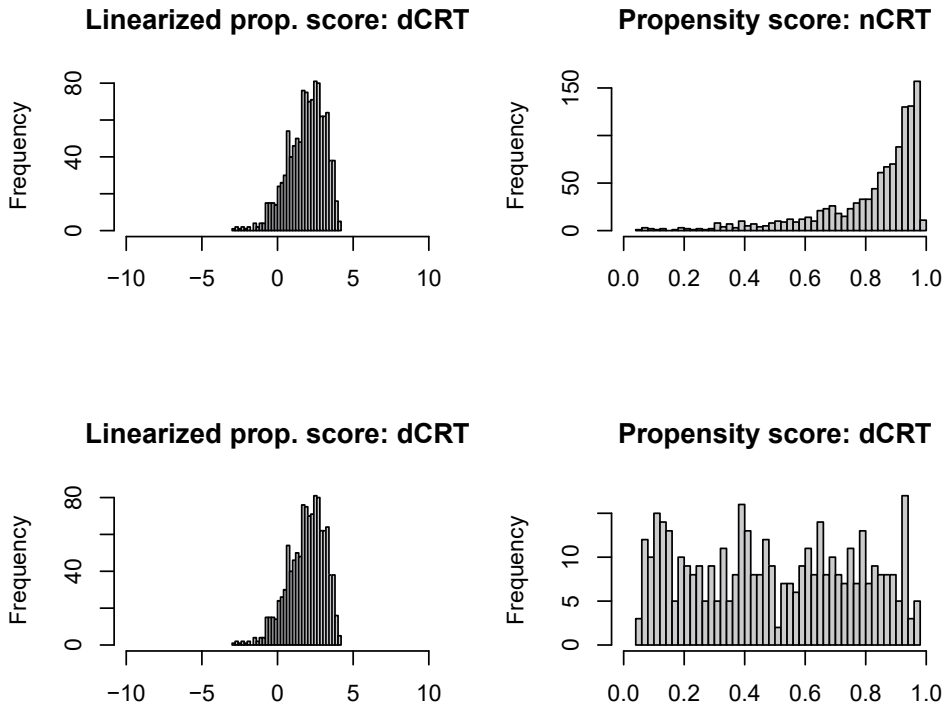 Linearized prop. score: dCRT
Frequency
0 40 80
−10 −5 0 5 10
Propensity score: nCRT
Frequency
0 50 150
0.0 0.2 0.4 0.6 0.8 1.0
Linearized prop. score: dCRT
Frequency
0 40 80
−10 −5 0 5 10
Propensity score: dCRT
Frequency
0 5 10
0.0 0.2 0.4 0.6 0.8 1.0